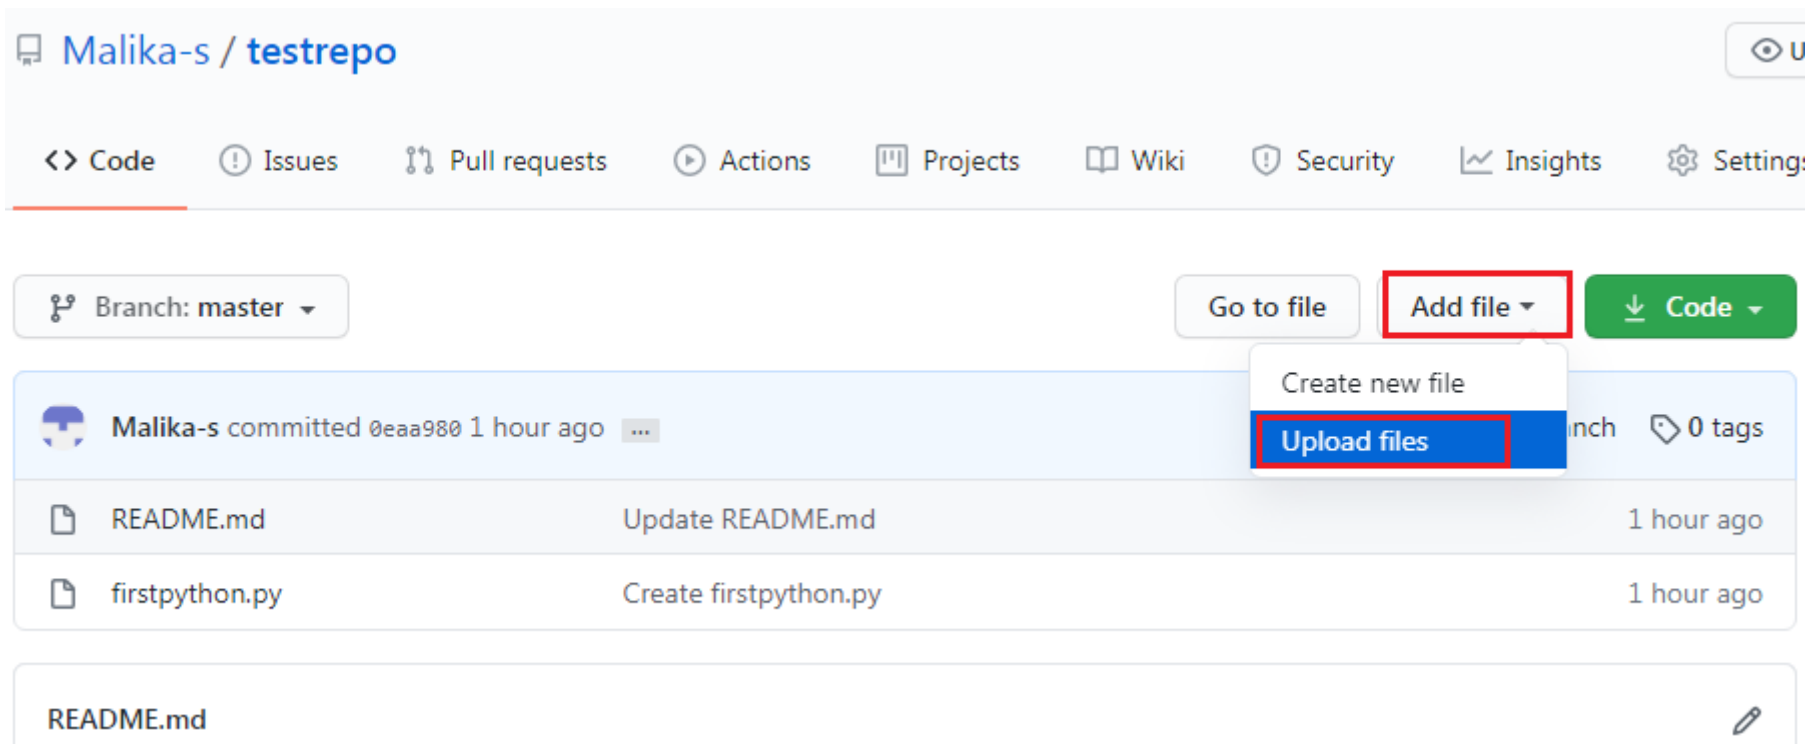 Malika-s / testrepo
Code Issues Pull requests Actions Projects Wiki Security Insights Settings
Branch: master Go to file Add file Code
Create new file
Malika-s committed 0eaa980 1 hour ago ... 0 tags
Upload files
README.md Update README.md 1 hour ago
firstpython.py Create firstpython.py 1 hour ago
README.md